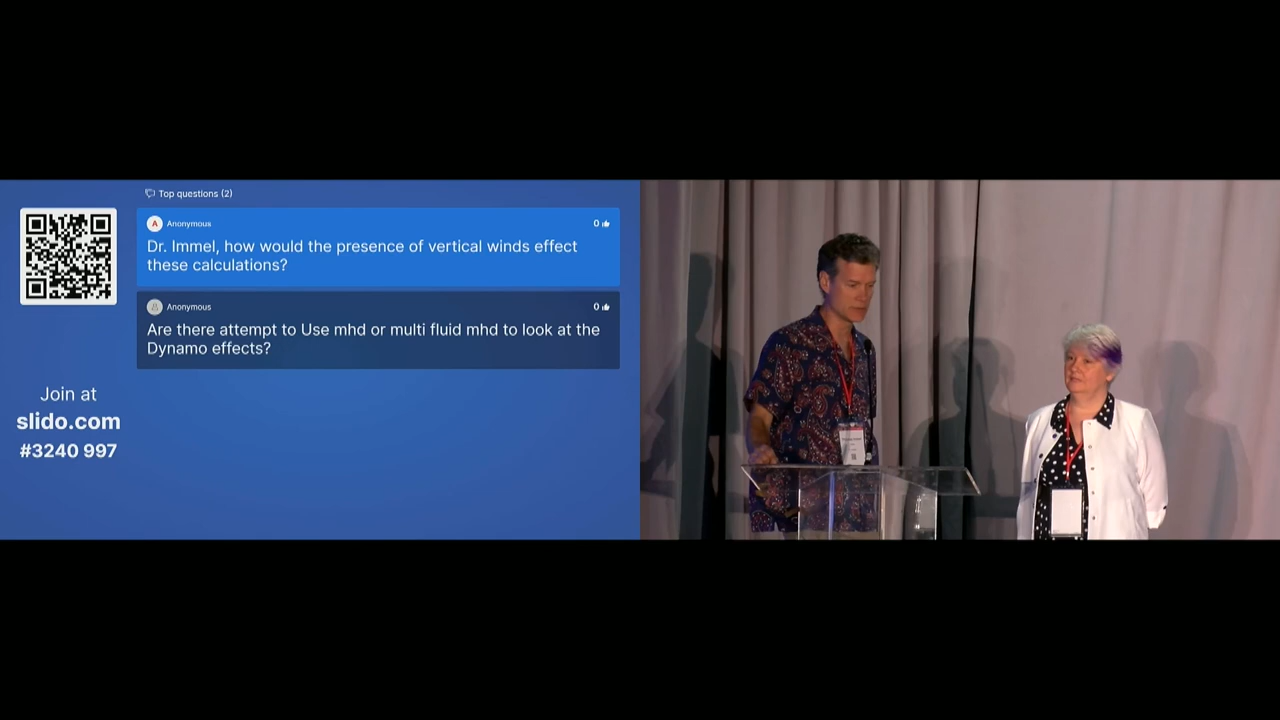 Top questions (2)
A Anonymous 0
Dr. Immel, how would the presence of vertical winds effect
these calculations?
Anonymous 0
Are there attempt to Use mhd or multi fluid mhd to look at the
Dynamo effects?
Join at
slido.com
#3240 997